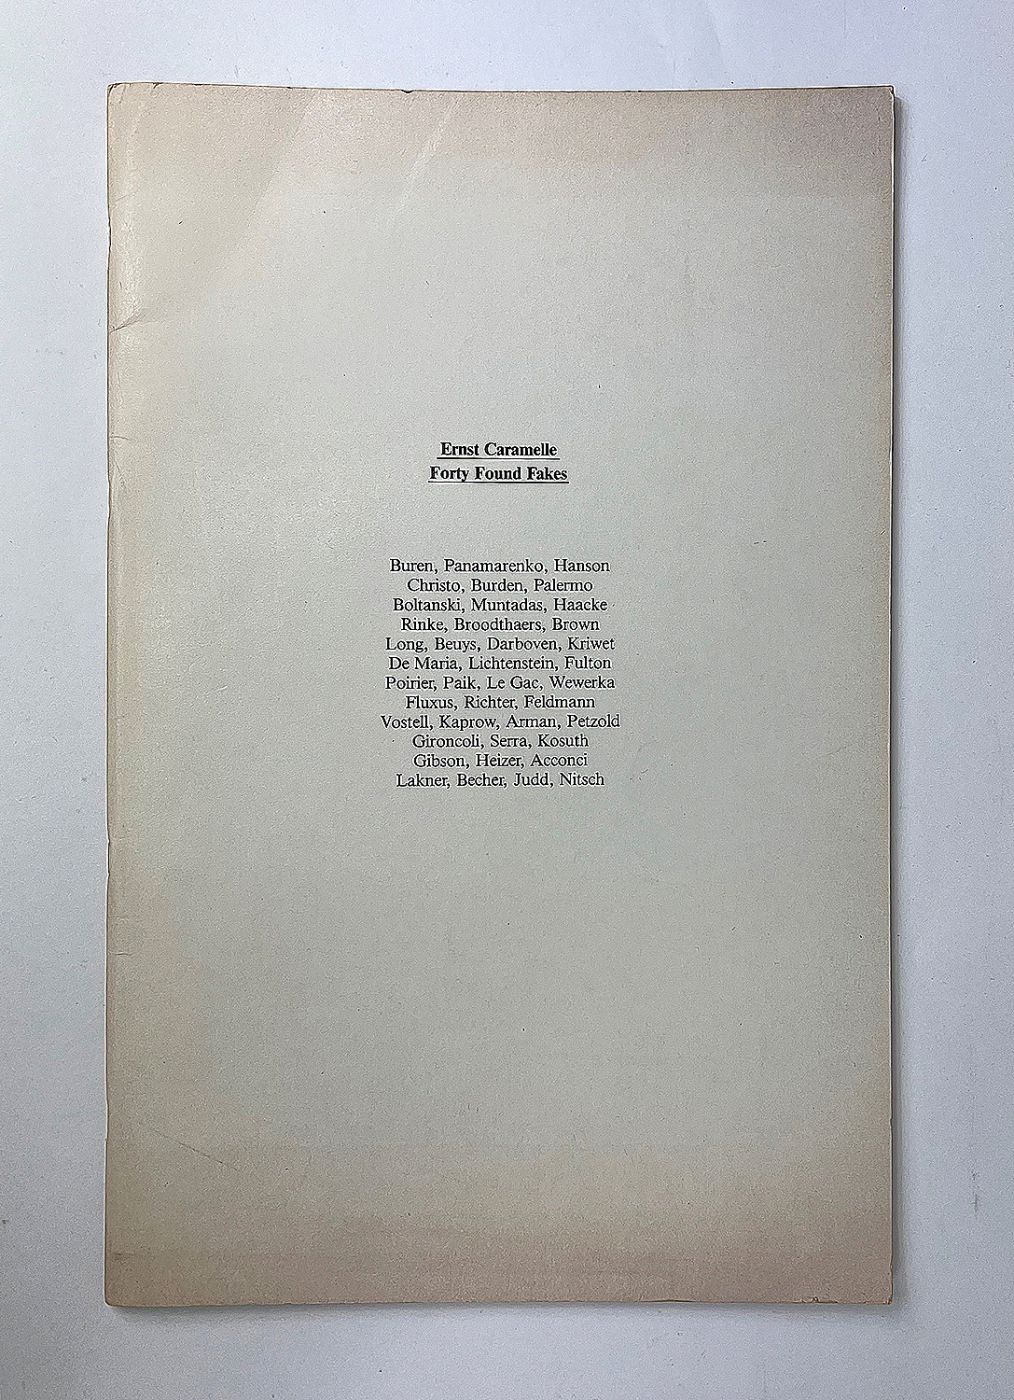 Ernst Caramelle
Forty Found Fakes
Buren, Panamarenko, Hanson
Christo, Burden, Palermo
Boltanski, Muntadas, Haacke
Rinke, Broodthaers, Brown
Long, Beuys, Darboven, Kriwet
De Maria, Lichtenstein, Fulton
Poirier, Paik, Le Gac, Wewerka
Fluxus, Richter, Feldmann
Vostell, Kaprow, Arman, Petzold
Gironcoli, Serra, Kosuth
Gibson, Heizer, Acconci
Lakner, Becher, Judd, Nitsch